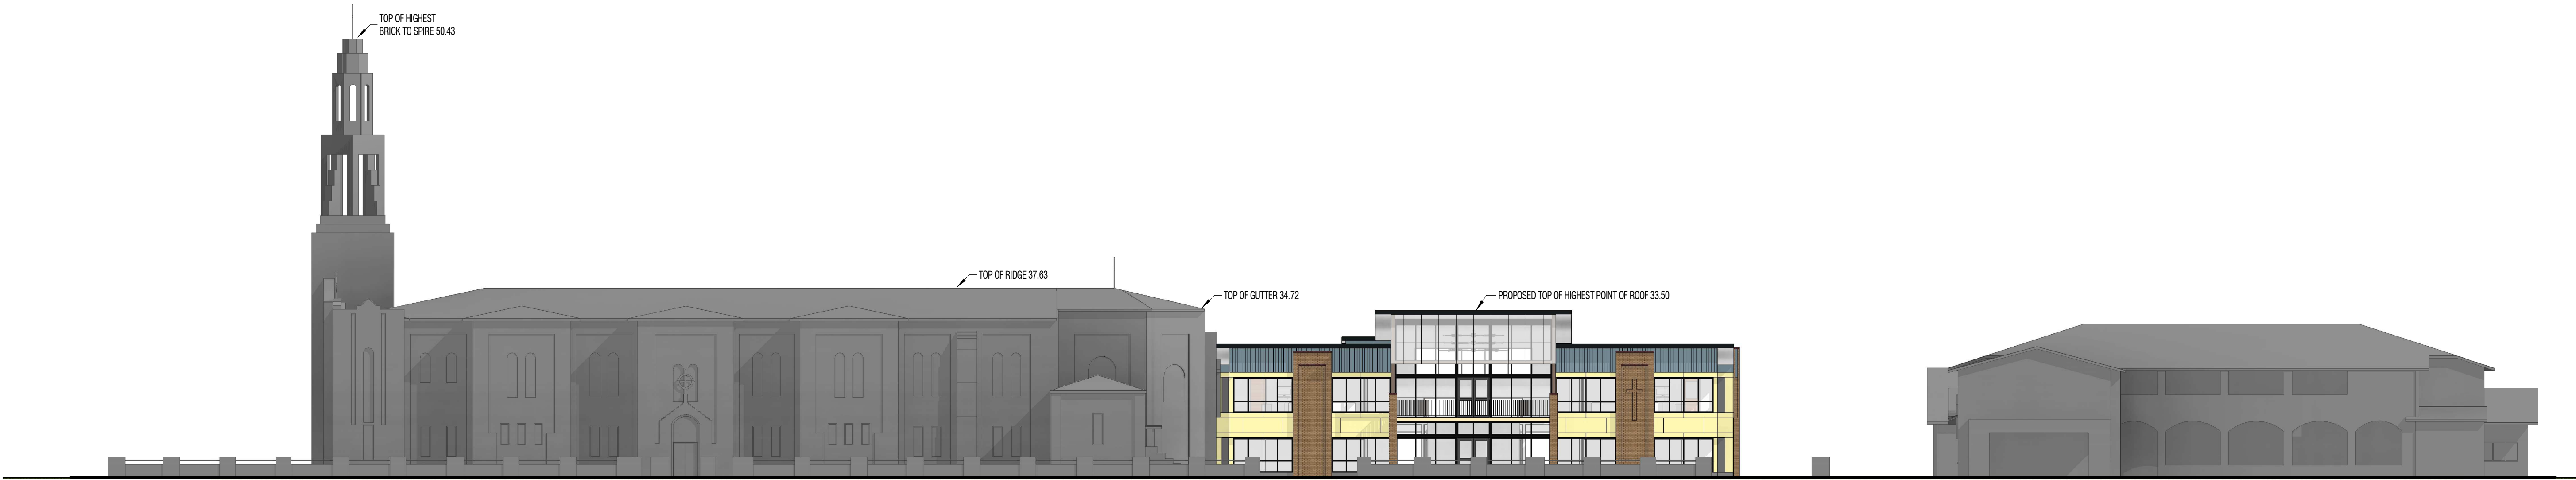 TOP OF HIGHEST
BRICK TO SPIRE 50.43
TOP OF RIDGE 37.63
TOP OF GUTTER 34.72
PROPOSED TOP OF HIGHEST POINT OF ROOF 33.50